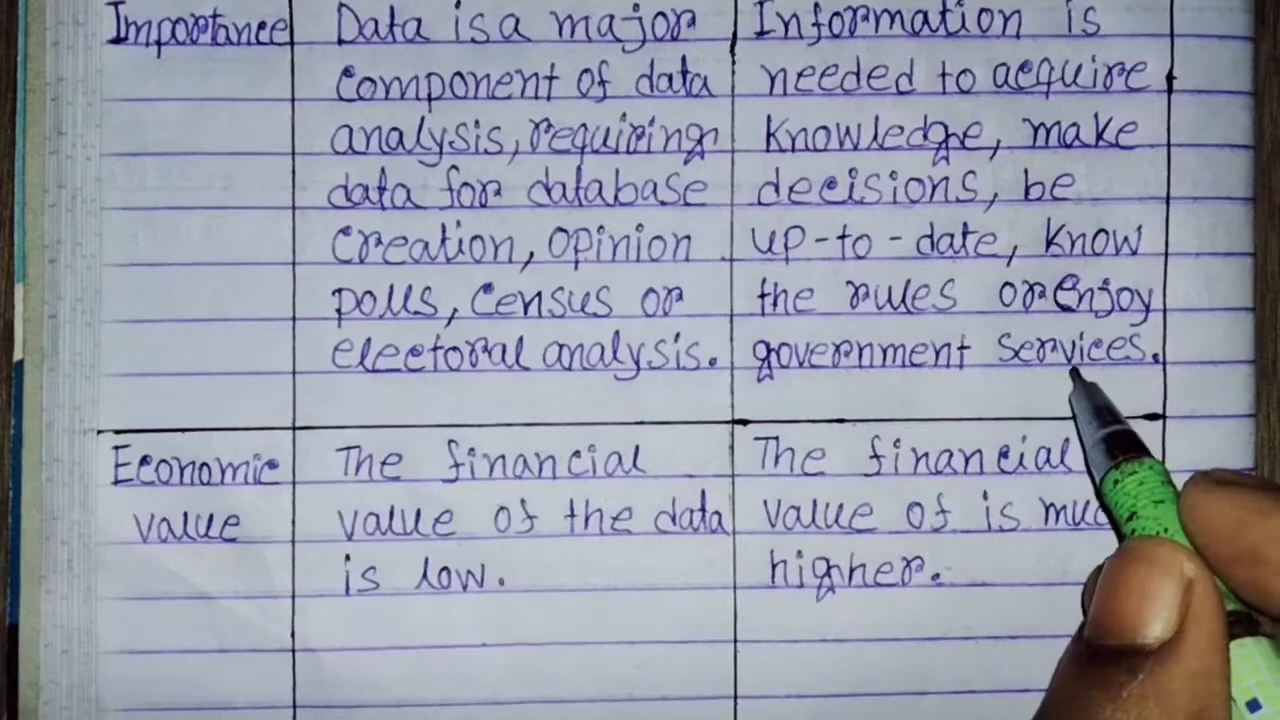 Importance
Data is a major
component of data
analysis, requiring
data for database
creation, opinion
polls, census or
electoral analysis.
Information is
needed to acquire
knowledge, make
decisions, be
up-to-date, know
the rules or enjoy
government services.
Economic
value
The financial
value of the data
is low.
The financial
value of is
higher.